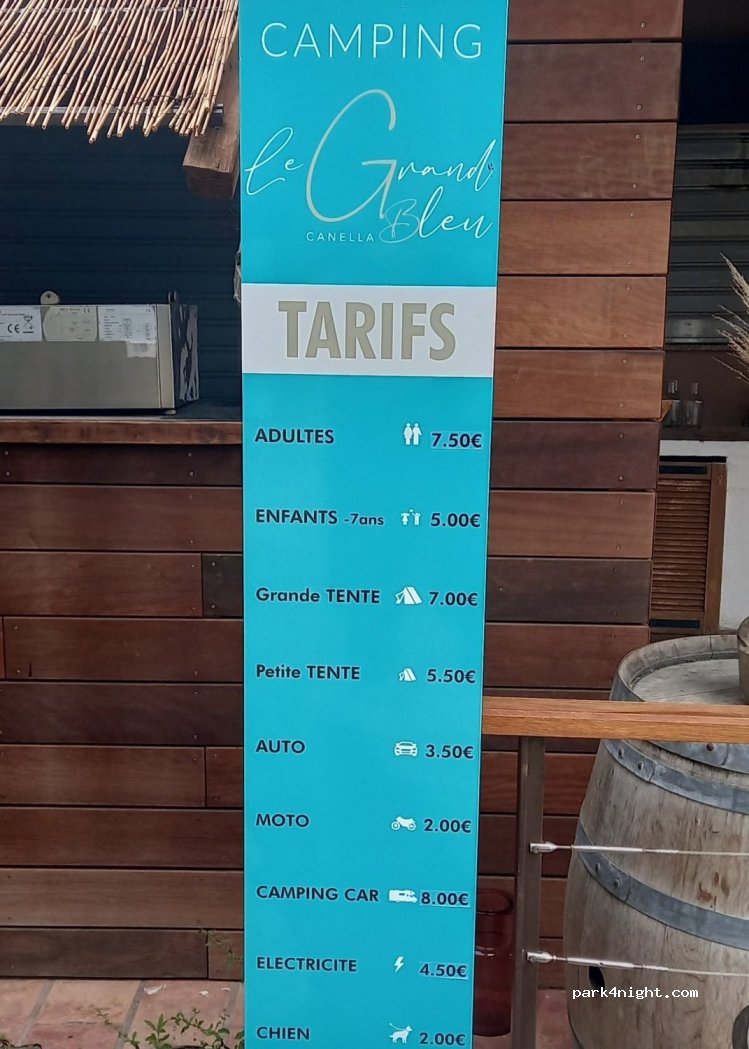 CAMPING
Le Grand
Bleu
CANELLA
TARIFS
ADULTES 7.50€
ENFANTS -7ans 5.00€
Grande TENTE 7.00€
Petite TENTE 5.50€
AUTO 3.50€
MOTO 2.00€
CAMPING CAR 8.00€
ELECTRICITE 4.50€
CHIEN 2.00€
CE
park4night.com